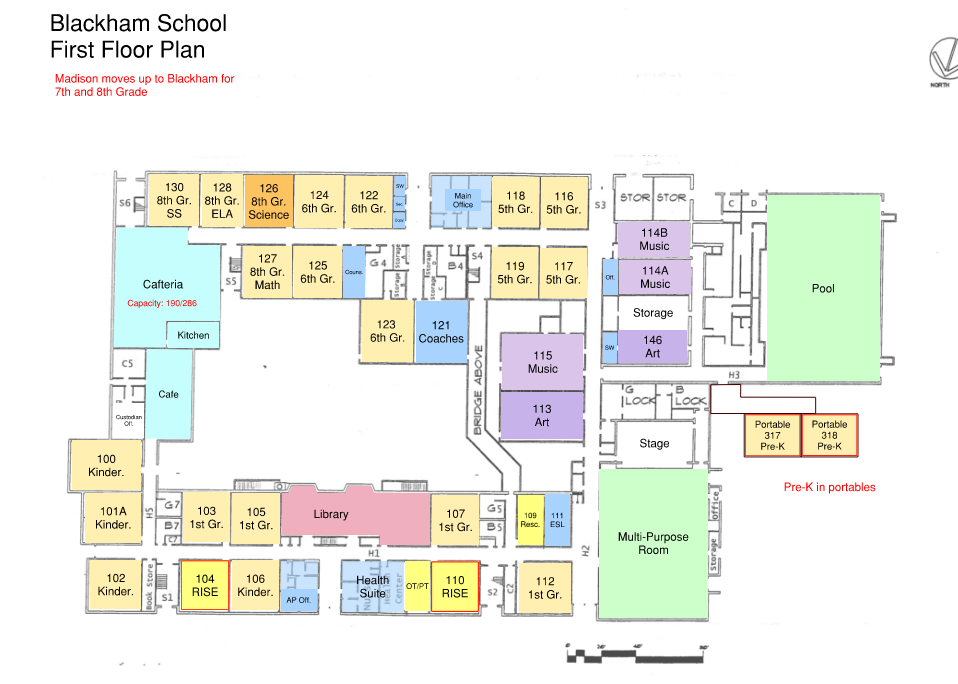 Blackham School
First Floor Plan
Madison moves up to Blackham for
7th and 8th Grade
NORTH
S6
130
8th Gr.
SS
128
8th Gr.
ELA
126
8th Gr.
Science
124
6th Gr.
122
6th Gr.
SW
Main
Office
118
5th Gr.
116
5th Gr.
S3
STOR
STOR
C
D
114B
Music
Cafteria
Capacity: 190/286
Kitchen
S5
127
8th Gr.
Math
125
6th Gr.
Couns.
G4
Storage
A
Storage
B
Storage
D
Storage
C
B4
S4
119
5th Gr.
117
5th Gr.
Off.
114A
Music
Storage
Pool
123
6th Gr.
121
Coaches
BRIDGE ABOVE
115
Music
SW
146
Art
C5
Cafe
H3
113
Art
G
LOCK
B
LOCK
Custodian
Off.
Portable
317
Pre-K
Portable
318
Pre-K
Stage
100
Kinder.
Pre-K in portables
101A
Kinder.
H5
G7
B7
C7
103
1st Gr.
105
1st Gr.
Library
107
1st Gr.
G5
B5
109
Resc.
111
ESL
Office
Multi-Purpose
Room
Storage
H1
H2
102
Kinder.
Book Store
S1
104
RISE
106
Kinder.
AP Off.
Health
Suite
Health
Center
OT/PT
110
RISE
S2
C2
112
1st Gr.